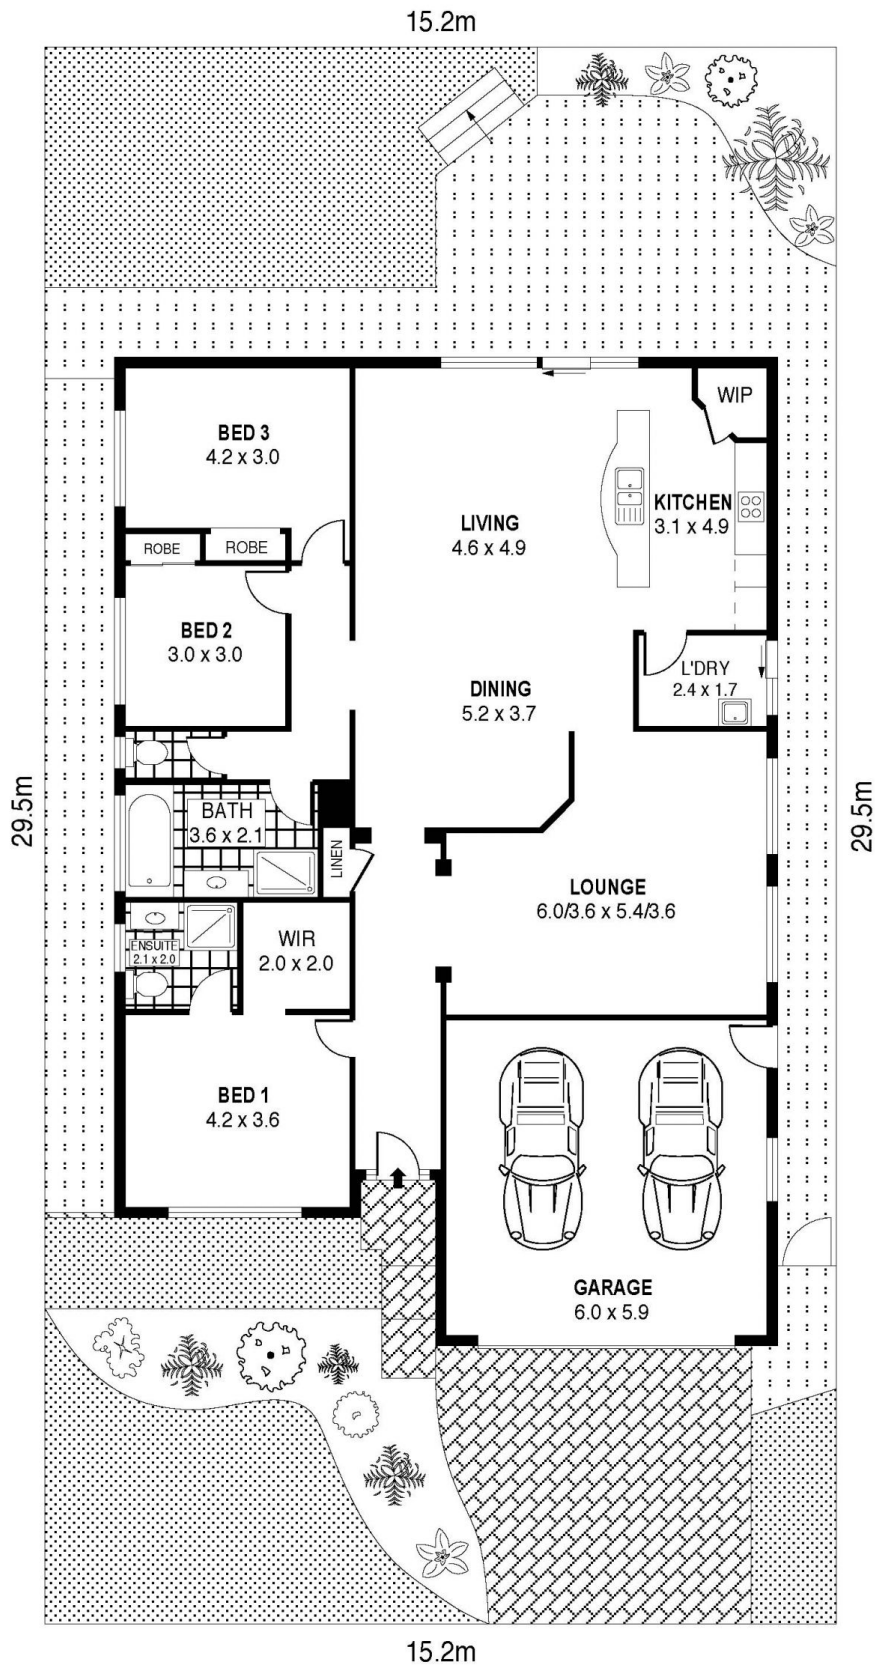 15.2m
WIP
BED 3
4.2 x 3.0
KITCHEN
3.1 x 4.9
LIVING
4.6 x 4.9
ROBE
ROBE
BED 2
3.0 x 3.0
L'DRY
2.4 x 1.7
DINING
5.2 x 3.7
29.5m
29.5m
BATH
3.6 x 2.1
LINEN
LOUNGE
6.0/3.6 x 5.4/3.6
ENSUITE
2.1 x 2.0
WIR
2.0 x 2.0
BED 1
4.2 x 3.6
GARAGE
6.0 x 5.9
15.2m